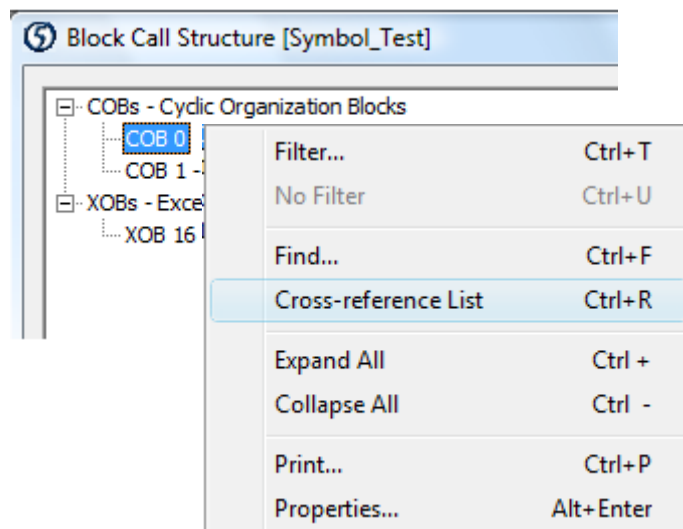 Block Call Structure [Symbol_Test]
COBs - Cyclic Organization Blocks
COB 0
COB 1 -
XOBs - Exce
XOB 16
Filter... Ctrl+T
No Filter Ctrl+U
Find... Ctrl+F
Cross-reference List Ctrl+R
Expand All Ctrl +
Collapse All Ctrl -
Print... Ctrl+P
Properties... Alt+Enter